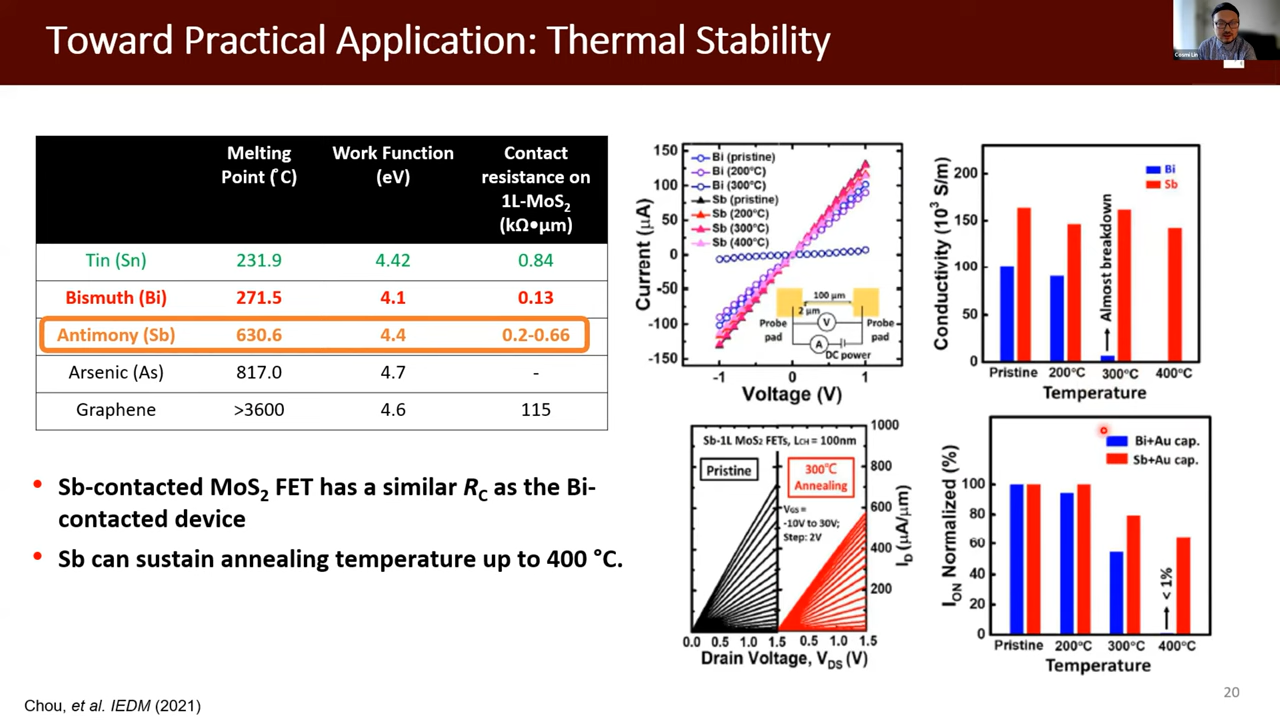 Toward Practical Application: Thermal Stability
Cosmi Lin
Melting Point (°C)
Work Function (eV)
Contact resistance on 1L-MoS2 (kΩ•μm)
Tin (Sn) 231.9 4.42 0.84
Bismuth (Bi) 271.5 4.1 0.13
Antimony (Sb) 630.6 4.4 0.2-0.66
Arsenic (As) 817.0 4.7 -
Graphene >3600 4.6 115
• Sb-contacted MoS2 FET has a similar RC as the Bi-
contacted device
• Sb can sustain annealing temperature up to 400 °C.
Current (μA)
150
100
50
0
-50
-100
-150
Bi (pristine)
Bi (200°C)
Bi (300°C)
Sb (pristine)
Sb (200°C)
Sb (300°C)
Sb (400°C)
100 μm
2 μm
Probe pad
V
A
Probe pad
DC power
-1 0 1
Voltage (V)
Conductivity (10³ S/m)
200
150
100
50
0
Bi
Sb
Almost breakdown
Pristine 200°C 300°C 400°C
Temperature
Sb-1L MoS2 FETs, LCH = 100nm
Pristine
300℃
Annealing
VGS =
-10V to 30V;
Step: 2V
1000
800
600
400
200
ID (μA/μm)
0.0 0.5 1.0 1.5 0.5 1.0 1.5
Drain Voltage, VDS (V)
ION Normalized (%)
100
80
60
40
20
0
Bi+Au cap.
Sb+Au cap.
< 1%
Pristine 200°C 300°C 400°C
Temperature
Chou, et al. IEDM (2021)
20